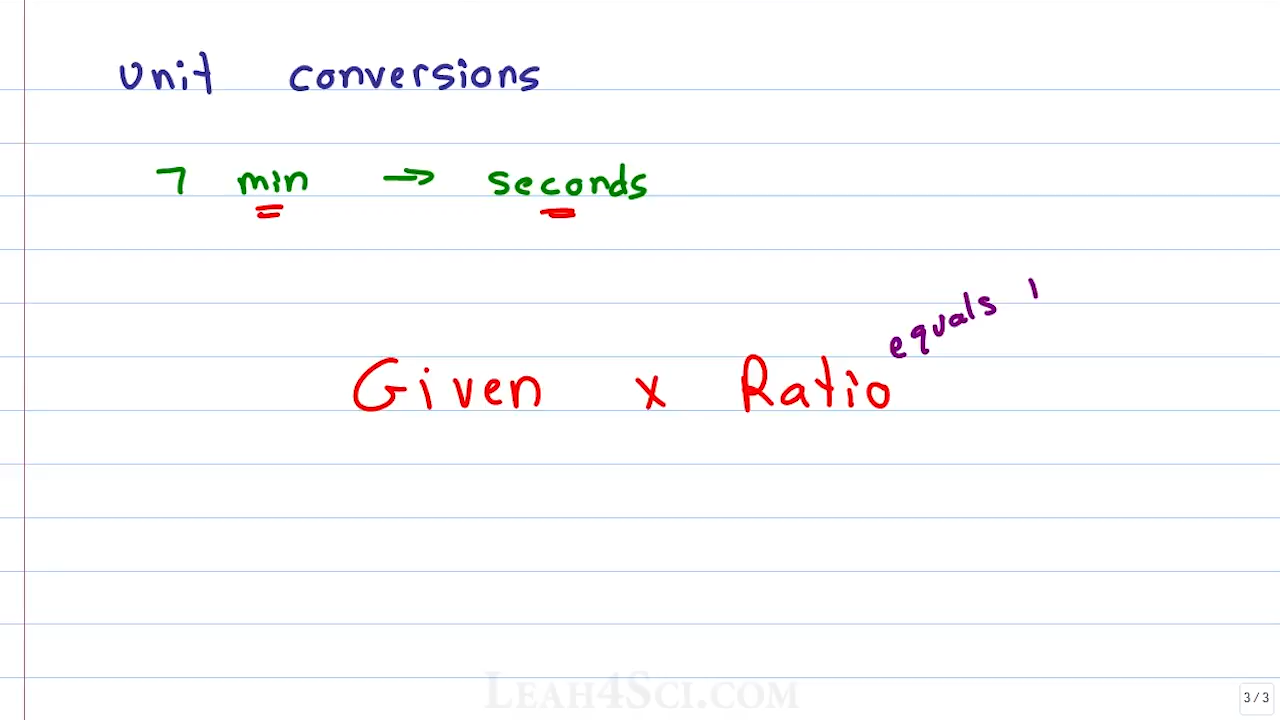 unit conversions
7 min → seconds
equals 1
Given x Ratio
LEAH4SCI.COM
3 / 3